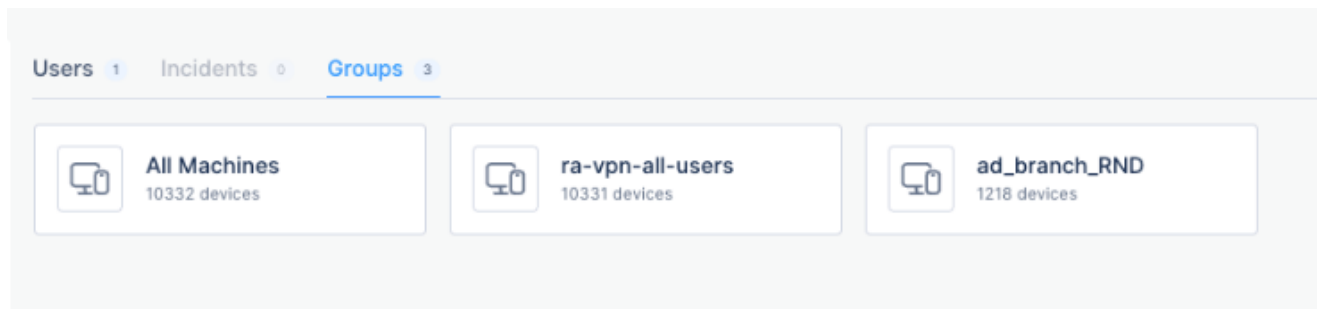 Users 1 Incidents 0 Groups 3
All Machines
10332 devices
ra-vpn-all-users
10331 devices
ad_branch_RND
1218 devices